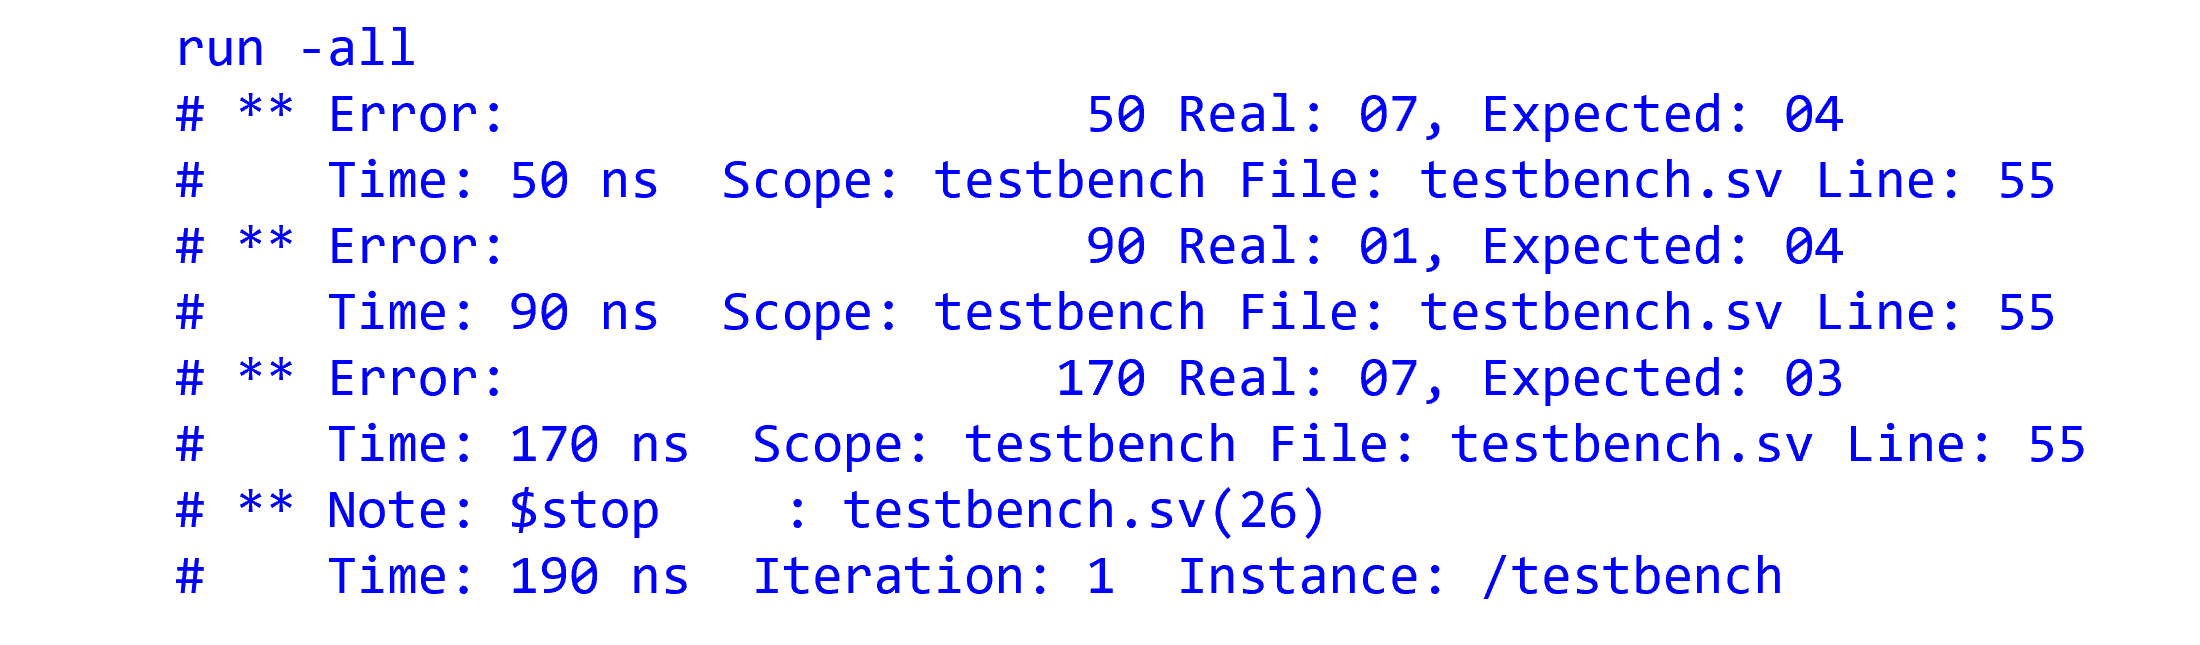 run -all
# ** Error:                   50 Real: 07, Expected: 04
#    Time: 50 ns  Scope: testbench File: testbench.sv Line: 55
# ** Error:                   90 Real: 01, Expected: 04
#    Time: 90 ns  Scope: testbench File: testbench.sv Line: 55
# ** Error:                  170 Real: 07, Expected: 03
#    Time: 170 ns  Scope: testbench File: testbench.sv Line: 55
# ** Note: $stop    : testbench.sv(26)
#    Time: 190 ns  Iteration: 1  Instance: /testbench